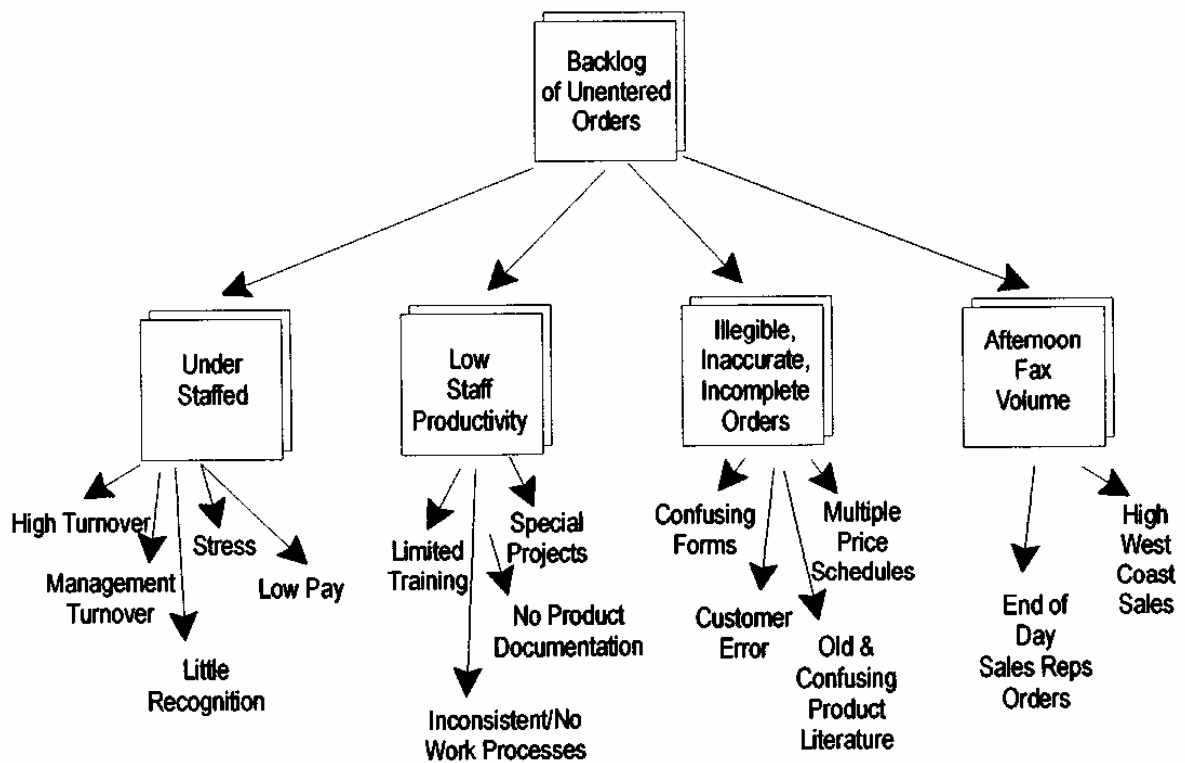 Backlog
of Unentered
Orders
Under
Staffed
Low
Staff
Productivity
Illegible,
Inaccurate,
Incomplete
Orders
Afternoon
Fax
Volume
High Turnover
Management
Turnover
Little
Recognition
Stress
Low Pay
Limited
Training
Inconsistent/No
Work Processes
Special
Projects
No Product
Documentation
Confusing
Forms
Customer
Error
Multiple
Price
Schedules
Old &
Confusing
Product
Literature
End of
Day
Sales Reps
Orders
High
West
Coast
Sales